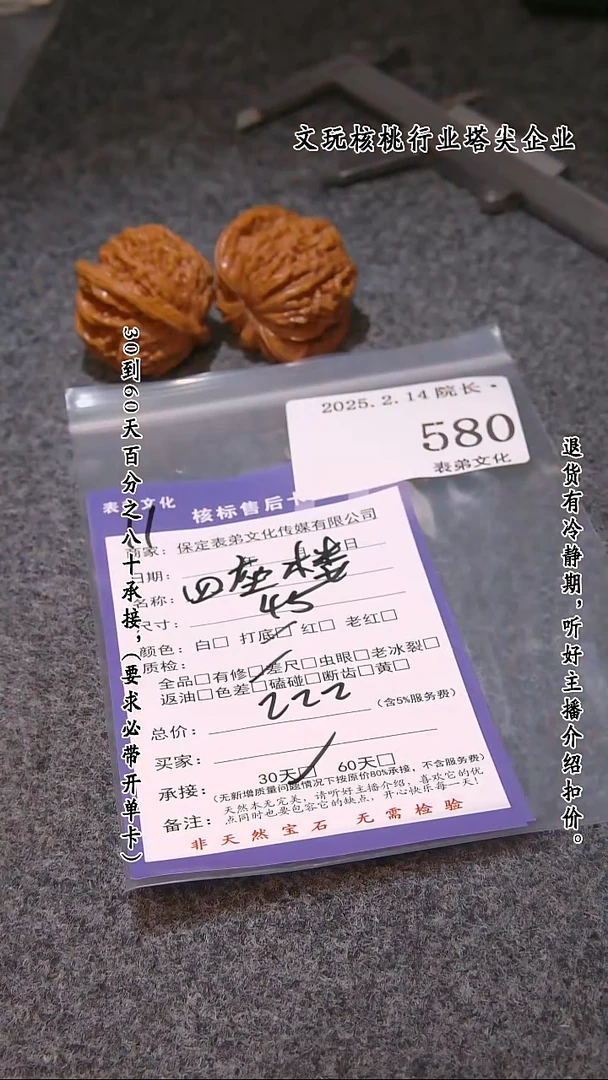 文玩核桃行业塔尖企业
2025.2.14 院长·
580
表弟文化
表弟文化
核标售后卡
商家：保定表弟文化传媒有限公司
日期：
日
名称：四座楼
尺寸：45
颜色：白□ 打底□ 红□ 老红□
质检：
全品□有修□差尺□虫眼□老冰裂□
返油□色差□磕碰□断齿□黄□
总价：222（含5%服务费）
买家：
承接：30天□ 60天□
（无新增质量问题情况下按原价80%承接，不含服务费）
备注：天然本无完美，请听好主播介绍，喜欢它的优
点同时也要包容它的缺点，开心快乐每一天！
非天然宝石 无需检验
30到60天百分之八十承接，（要求必带开单卡）
退货有冷静期，听好主播介绍扣价。